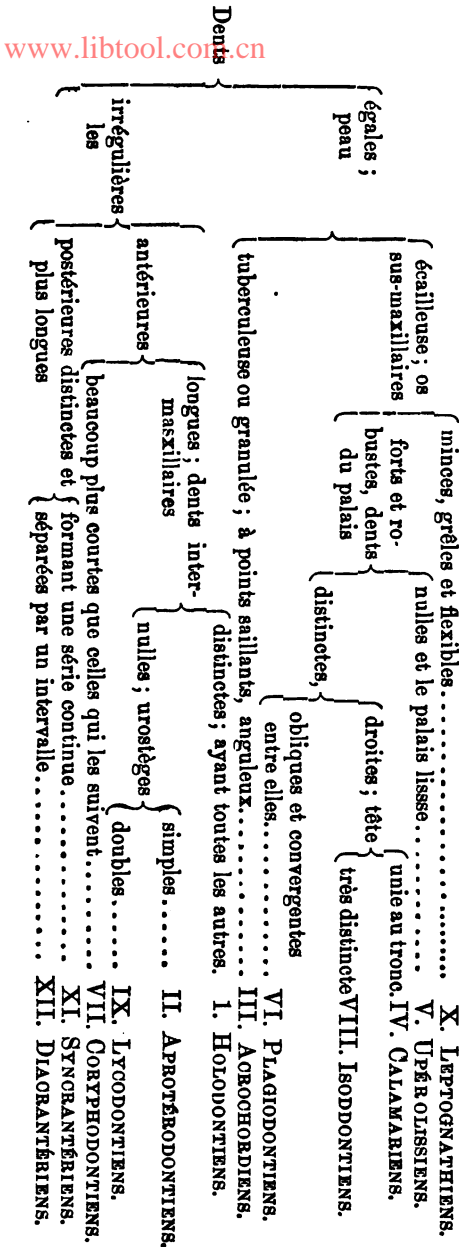 www.libtool.com.cn
Dents
égales ;
peau
écailleuse ; os
sus-maxillaires
minces, grêles et flexibles.................... X. LEPTOGNATHIENS.
forts et ro-
bustes, dents
du palais
nulles et le palais lissse............ V. UPÉROLISSIENS.
distinctes,
droites ; tête
unie au tronc. IV. CALAMARIENS.
très distincte VIII. ISODDONTIENS.
obliques et convergentes
entre elles............ VI. PLAGIODONTIENS.
tuberculeuse ou granulée ; à points saillants, anguleux............ III. ACROCHORDIENS.
irrégulières
les
antérieures
longues ; dents inter-
masxillaires
distinctes ; ayant toutes les autres. 1. HOLODONTIENS.
nulles ; urostèges
simples...... II. APROTÉRODONTIENS.
doubles...... IX. LYCODONTIENS.
beaucoup plus courtes que celles qui les suivent......... VII. CORYPHODONTIENS.
postérieures distinctes et
plus longues
formant une série continue............ XI. SYNCRANTÉRIENS.
séparées par un intervalle............ XII. DIACRANTÉRIENS.